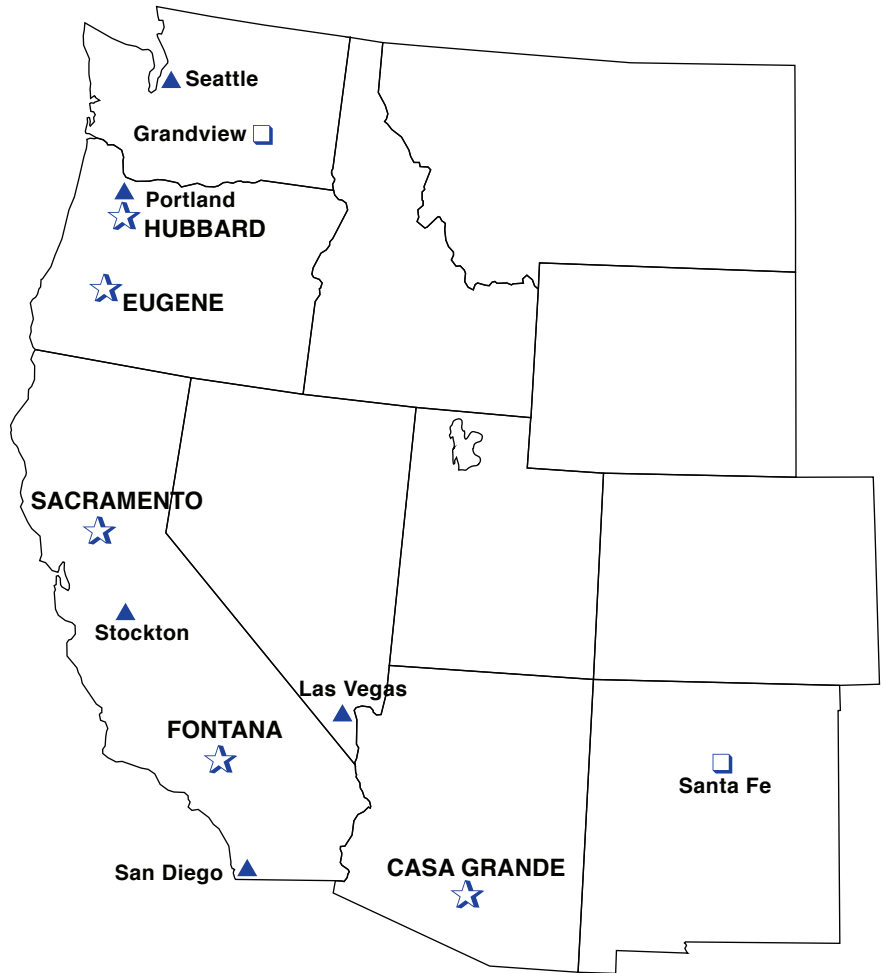 Seattle
Grandview
Portland
HUBBARD
EUGENE
SACRAMENTO
Stockton
Las Vegas
FONTANA
Santa Fe
San Diego
CASA GRANDE